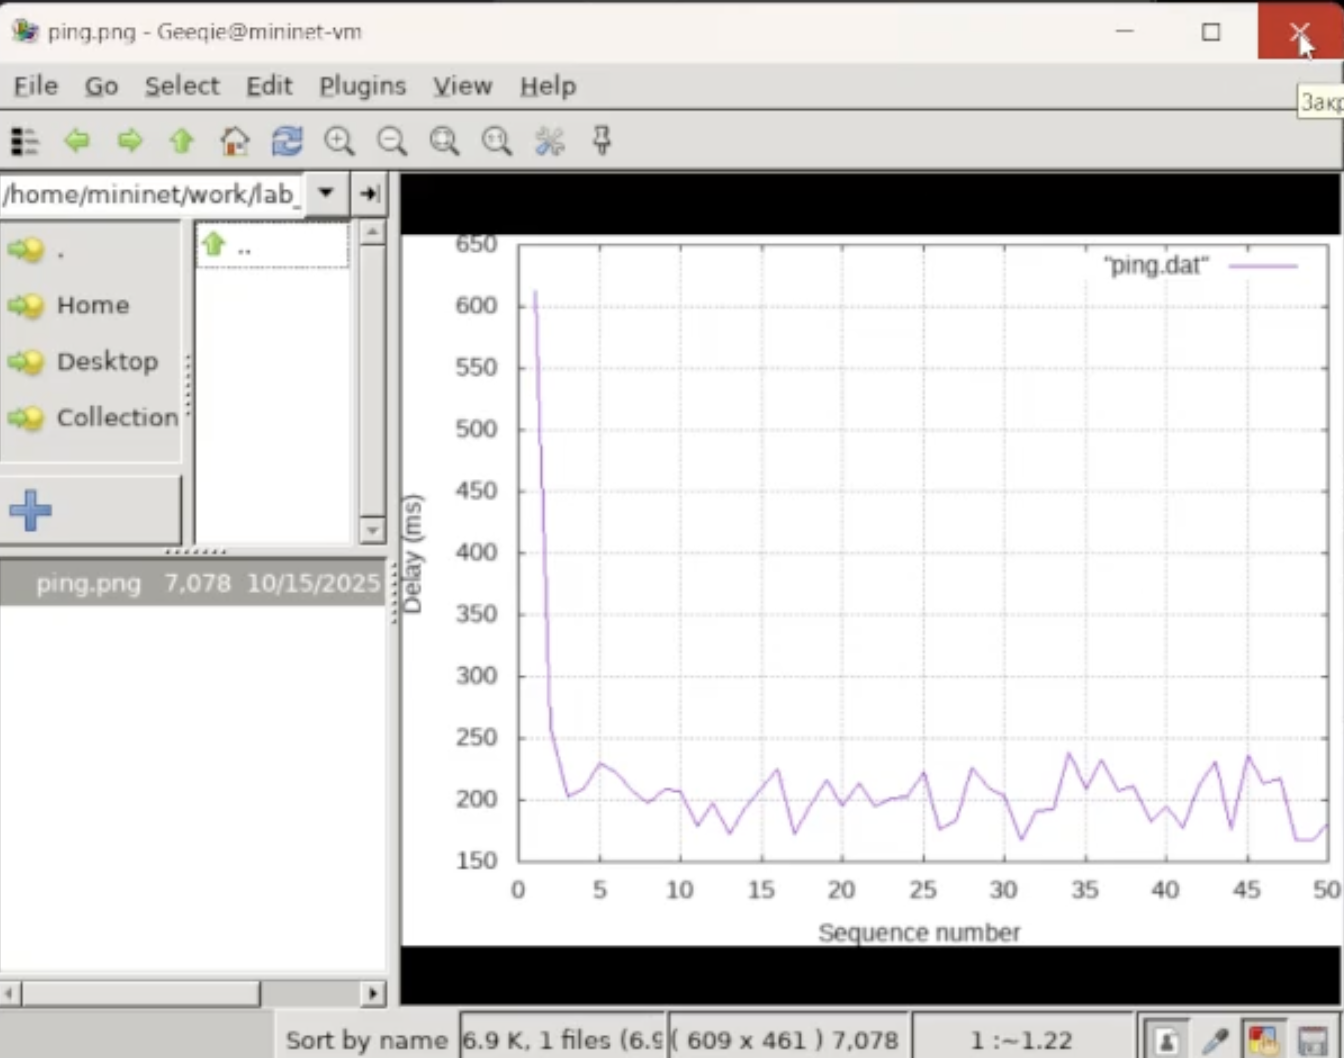 ping.png - Geeqie@mininet-vm
File Go Select Edit Plugins View Help
/home/mininet/work/lab_
.
Home
Desktop
Collection
..
ping.png 7,078 10/15/2025
"ping.dat"
650
600
550
500
450
400
350
300
250
200
150
Delay (ms)
0 5 10 15 20 25 30 35 40 45 50
Sequence number
Sort by name 6.9 K, 1 files (6.9 ( 609 x 461 ) 7,078 1 :~1.22